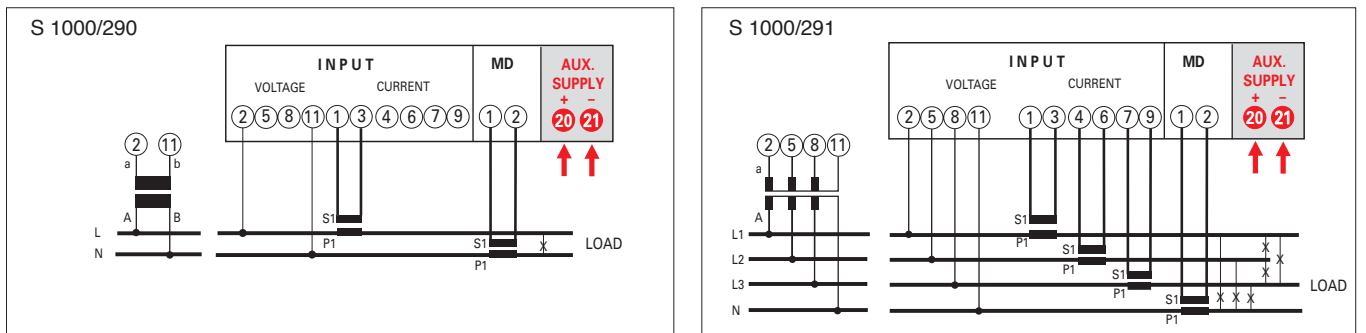 S 1000/290
INPUT
MD
AUX.
SUPPLY
VOLTAGE
CURRENT
+ −
2 5 8 11 1 3 4 6 7 9 1 2 20 21
2 11
a b
A B
S1
L
P1
S1
X
LOAD
N
P1
S 1000/291
INPUT
MD
AUX.
SUPPLY
VOLTAGE
CURRENT
+ −
2 5 8 11 1 3 4 6 7 9 1 2 20 21
2 5 8 11
a
A
S1
L1
P1
S1
X
X
L2
P1
S1
X
L3
P1
LOAD
S1
X X X
N
P1